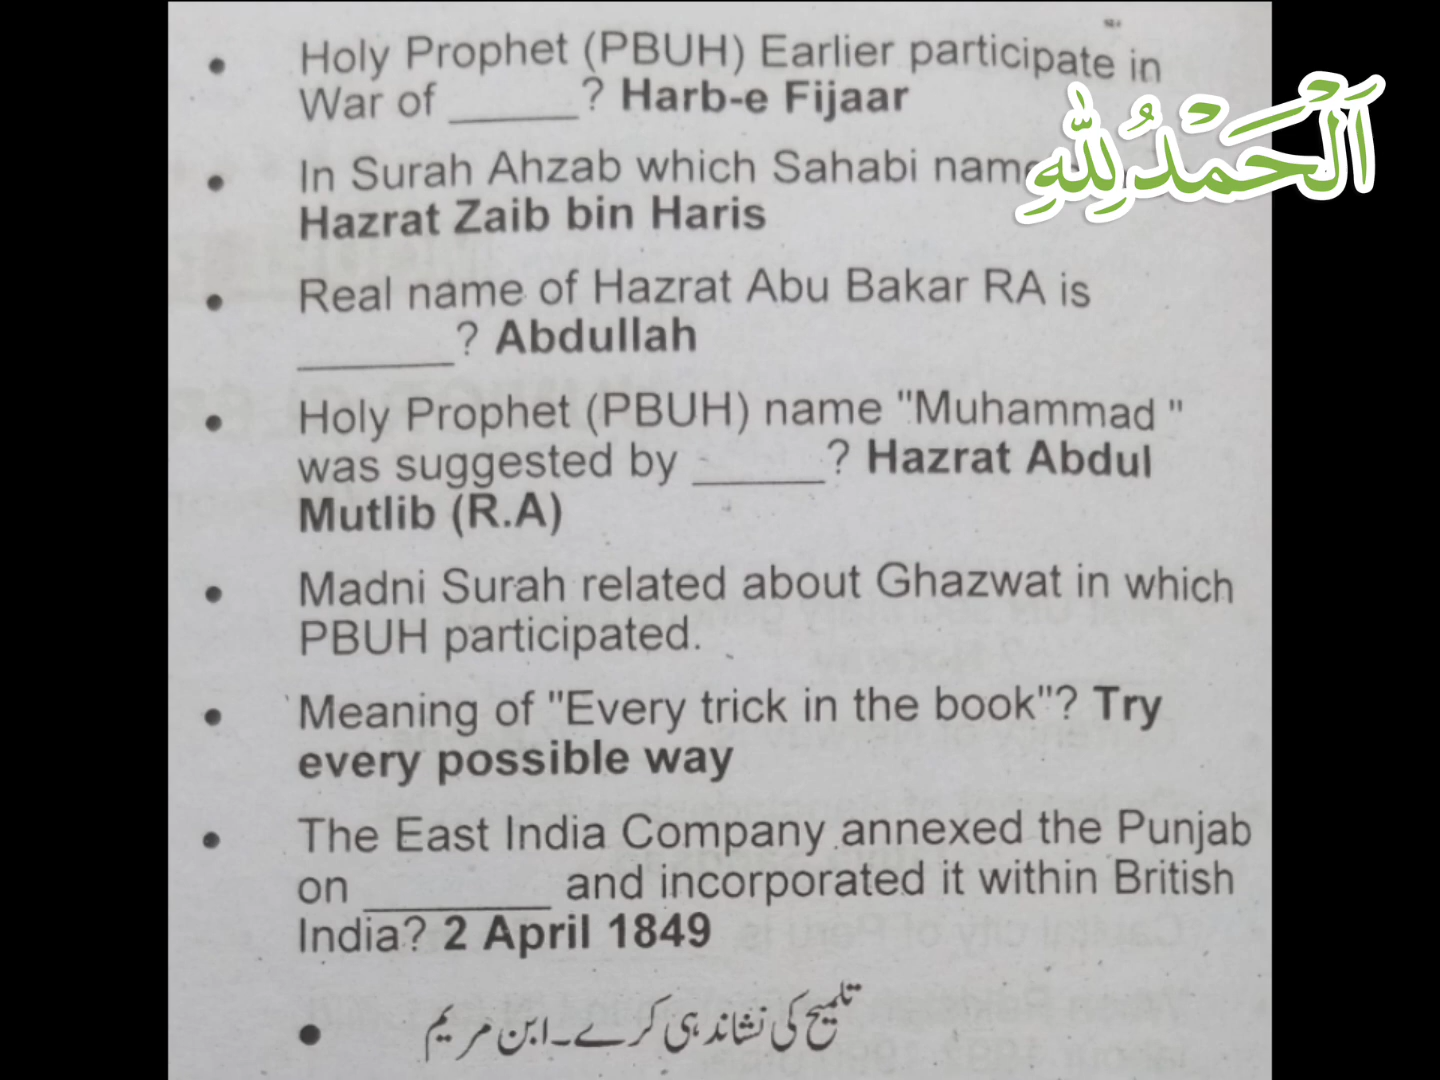 Holy Prophet (PBUH) Earlier participate in
War of ______? Harb-e Fijaar
In Surah Ahzab which Sahabi name
Hazrat Zaib bin Haris
Real name of Hazrat Abu Bakar RA is
_______? Abdullah
Holy Prophet (PBUH) name "Muhammad "
was suggested by ______? Hazrat Abdul
Mutlib (R.A)
Madni Surah related about Ghazwat in which
PBUH participated.
Meaning of "Every trick in the book"? Try
every possible way
The East India Company annexed the Punjab
on ________ and incorporated it within British
India? 2 April 1849
تلمیح کی نشاندہی کرے۔ابن مریم
اَلْحَمْدُلِلّٰهِ